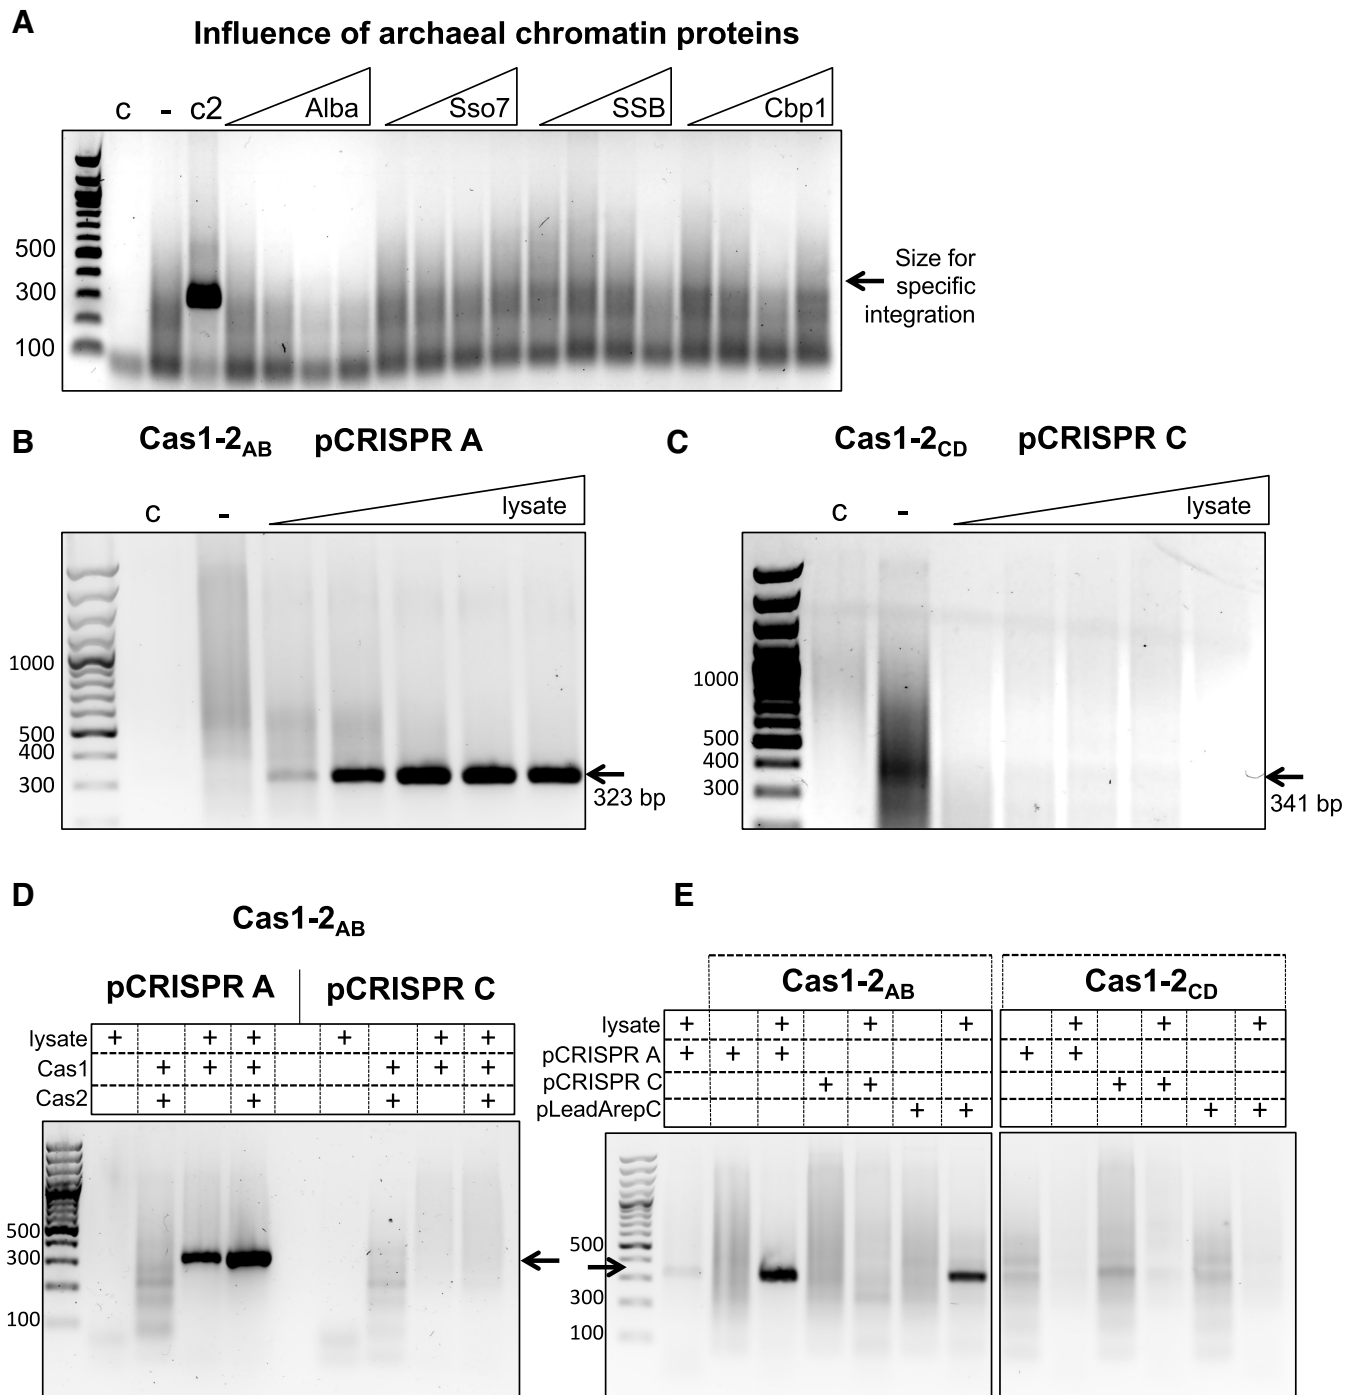 A
Influence of archaeal chromatin proteins
c - c2 Alba Sso7 SSB Cbp1
500
300
100
Size for
specific
integration
B
Cas1-2AB pCRISPR A
c - lysate
1000
500
400
300
323 bp
C
Cas1-2CD pCRISPR C
c - lysate
1000
500
400
300
341 bp
D
Cas1-2AB
pCRISPR A pCRISPR C
lysate + + + + + +
Cas1 + + + + + +
Cas2 + + + +
500
300
100
E
Cas1-2AB Cas1-2CD
lysate + + + + + + +
pCRISPR A + + + + +
pCRISPR C + + + +
pLeadArepC + + + +
500
300
100